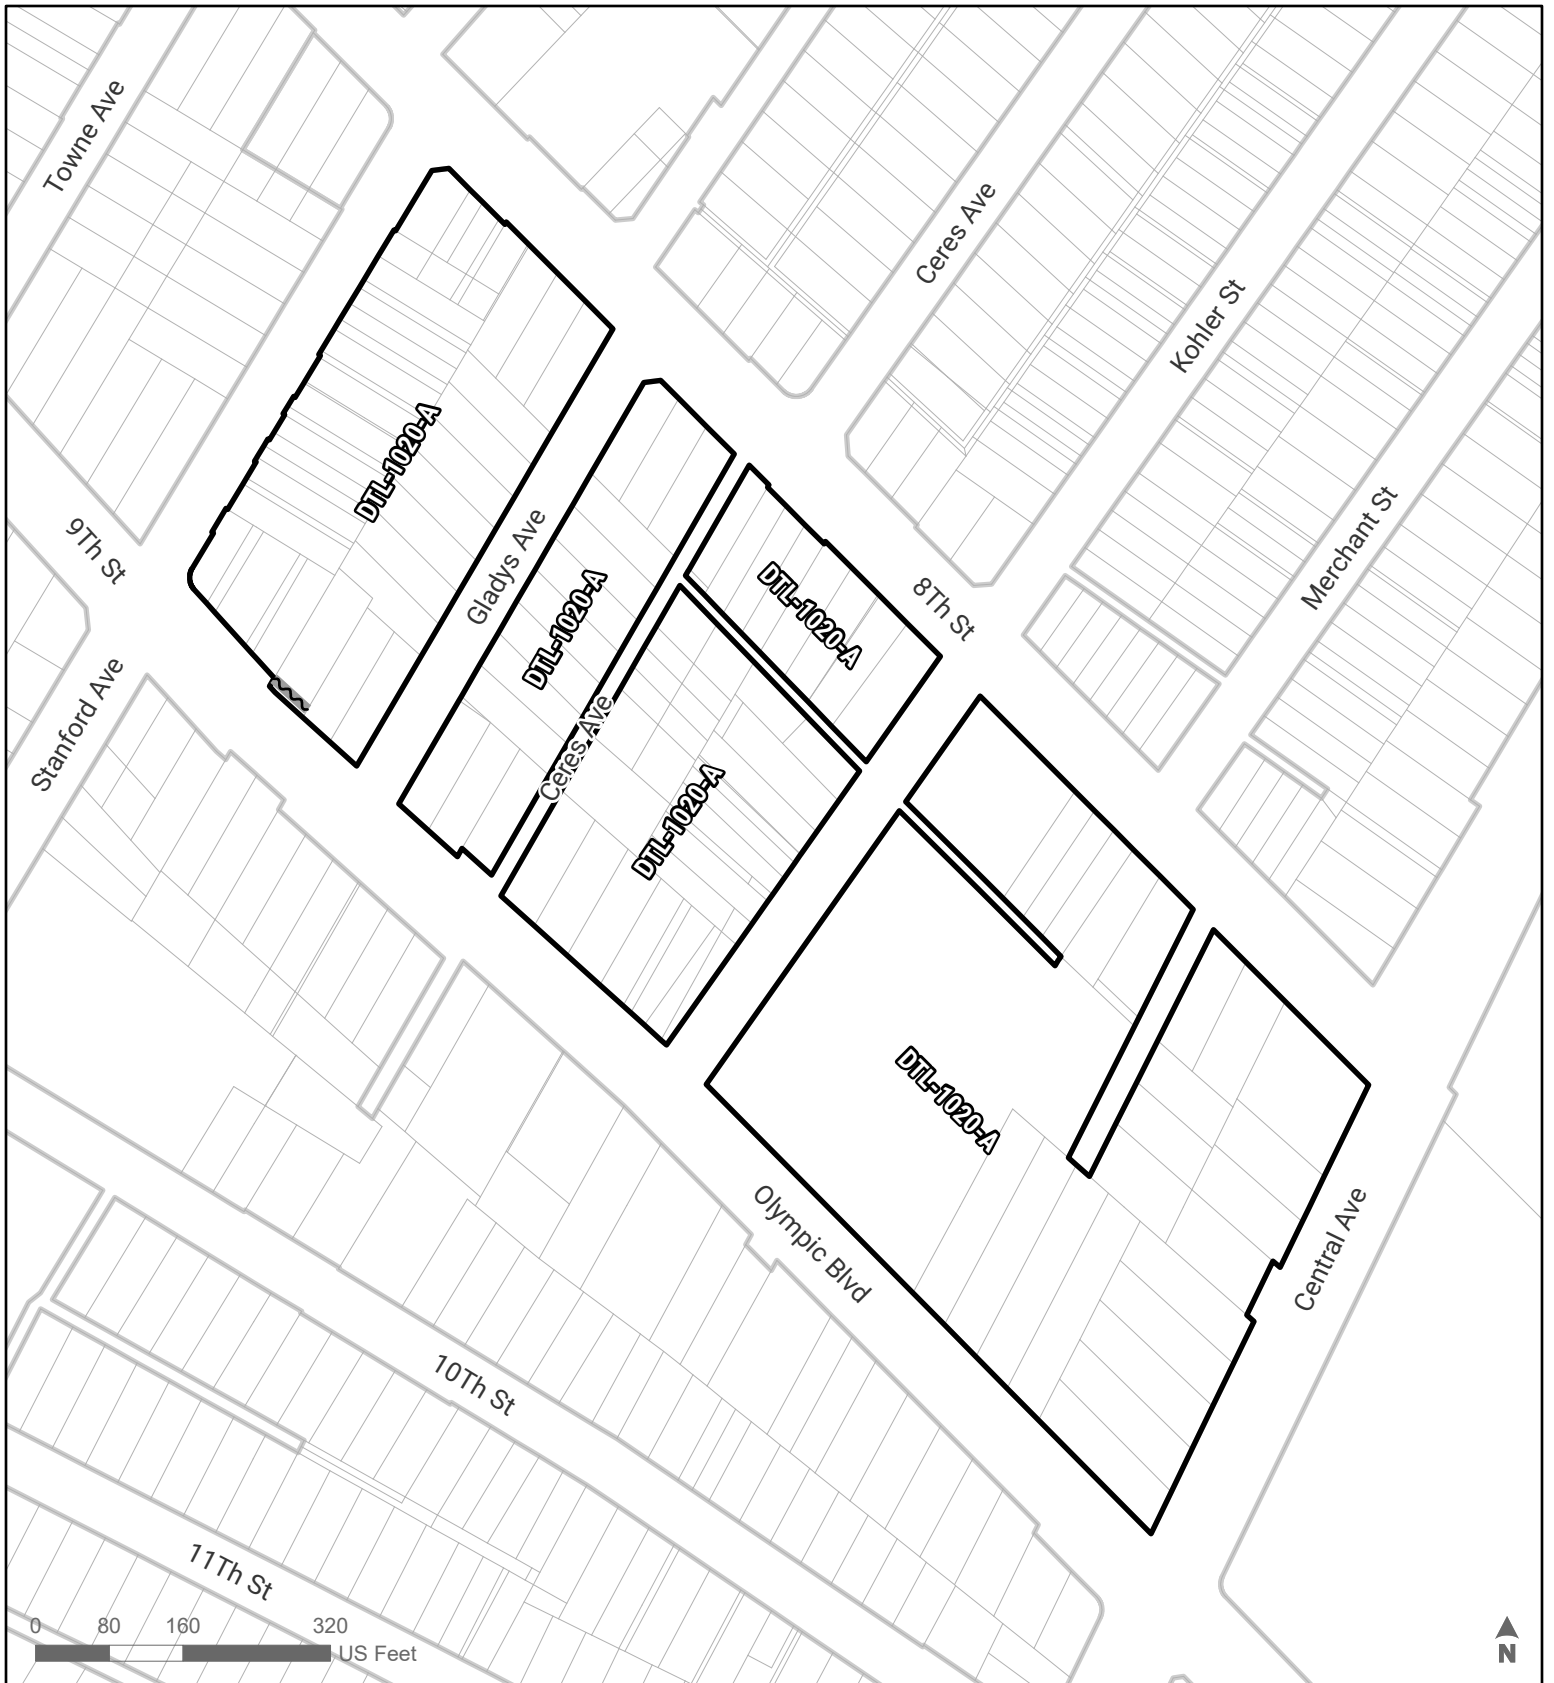 Towne Ave
Ceres Ave
Kohler St
DTL-1020-A
Merchant St
9Th St
Gladys Ave
DTL-1020-A
DTL-1020-A
8Th St
Stanford Ave
Ceres Ave
DTL-1020-A
DTL-1020-A
Olympic Blvd
Central Ave
10Th St
11Th St
0 80 160 320
US Feet
N